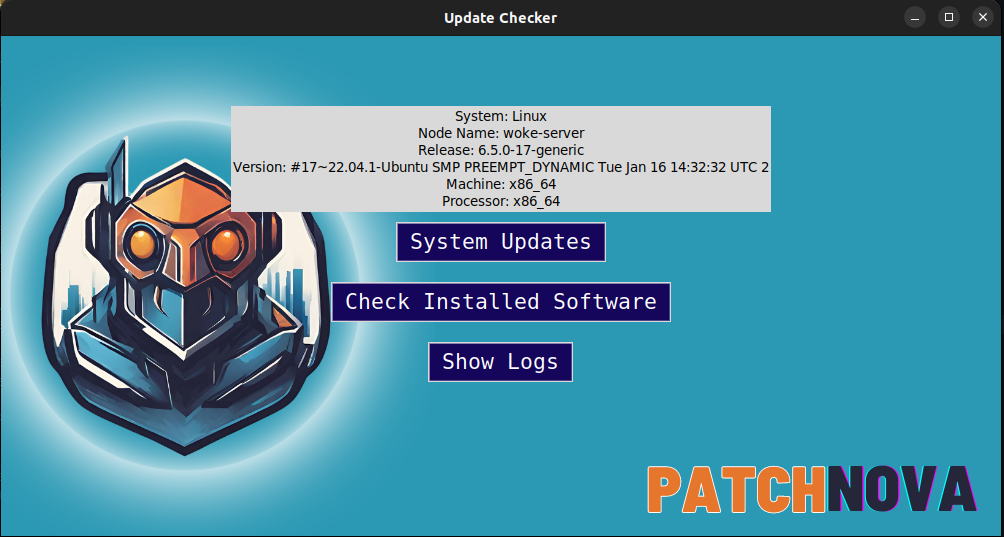 Update Checker
System: Linux
Node Name: woke-server
Release: 6.5.0-17-generic
Version: #17~22.04.1-Ubuntu SMP PREEMPT_DYNAMIC Tue Jan 16 14:32:32 UTC 2
Machine: x86_64
Processor: x86_64
System Updates
Check Installed Software
Show Logs
PATCHNOVA